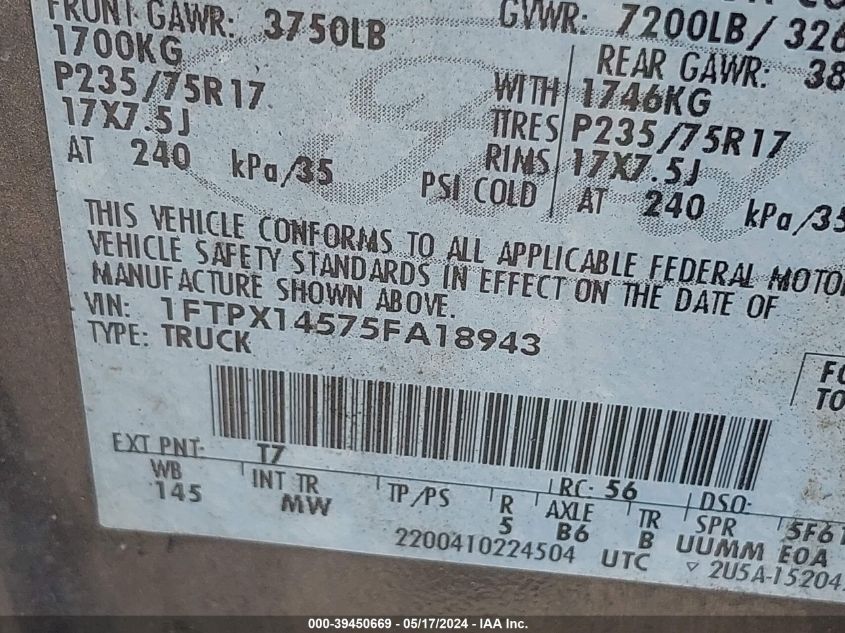 FRONT GAWR: 3750LB GVWR: 7200LB/ 326
1700KG REAR GAWR: 38
P235/75R17 WITH 1746KG
17X7.5J TIRES P235/75R17
AT 240 kPa/35 RIMS 17X7.5J
PSI COLD AT 240 kPa/35
THIS VEHICLE CONFORMS TO ALL APPLICABLE FEDERAL MOTOR
VEHICLE SAFETY STANDARDS IN EFFECT ON THE DATE OF
MANUFACTURE SHOWN ABOVE.
VIN: 1FTPX14575FA18943
TYPE: TRUCK
FO
TO
EXT PNT: T7 RC: 56 DSO:
WB INT TR TP/PS R AXLE TR SPR 5F61
145 MW 5 B6 B UUMM EOA
2200410224504 UTC ▽ 2U5A-15204
000-39450669 - 05/17/2024 - IAA Inc.